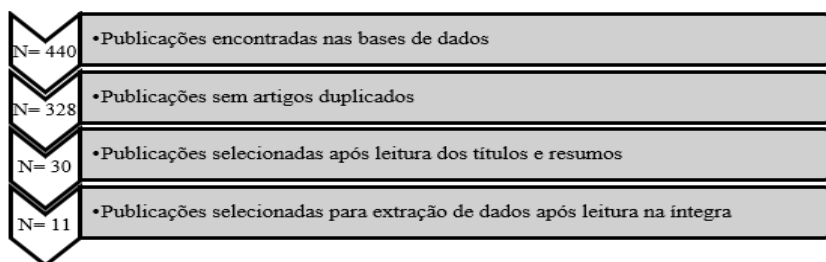 N= 440 •Publicações encontradas nas bases de dados
N= 328 •Publicações sem artigos duplicados
N= 30 •Publicações selecionadas após leitura dos títulos e resumos
N= 11 •Publicações selecionadas para extração de dados após leitura na íntegra